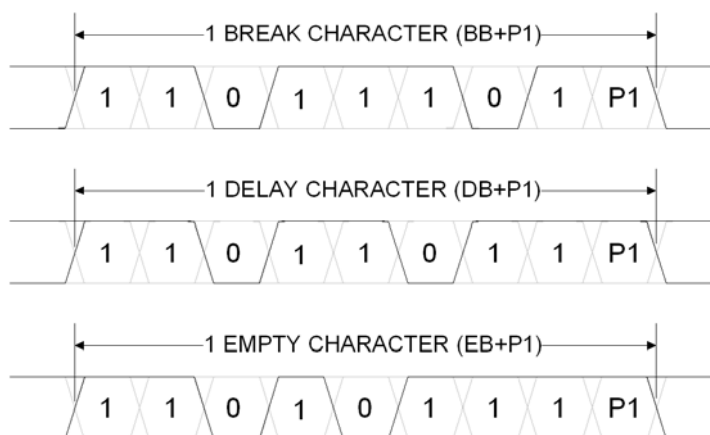 1 BREAK CHARACTER (BB+P1)
1 1 0 1 1 1 0 1 P1
1 DELAY CHARACTER (DB+P1)
1 1 0 1 1 0 1 1 P1
1 EMPTY CHARACTER (EB+P1)
1 1 0 1 0 1 1 1 P1